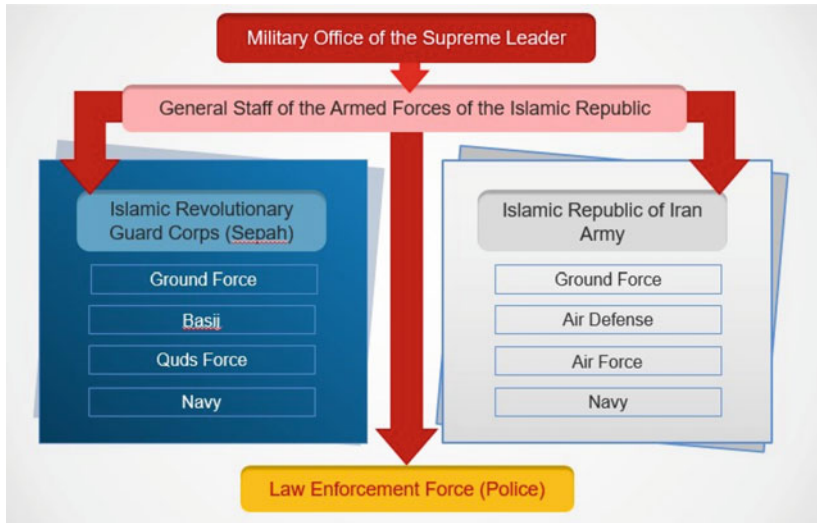 Military Office of the Supreme Leader
General Staff of the Armed Forces of the Islamic Republic
Islamic Revolutionary
Guard Corps (Sepah)
Ground Force
Basij
Quds Force
Navy
Islamic Republic of Iran
Army
Ground Force
Air Defense
Air Force
Navy
Law Enforcement Force (Police)